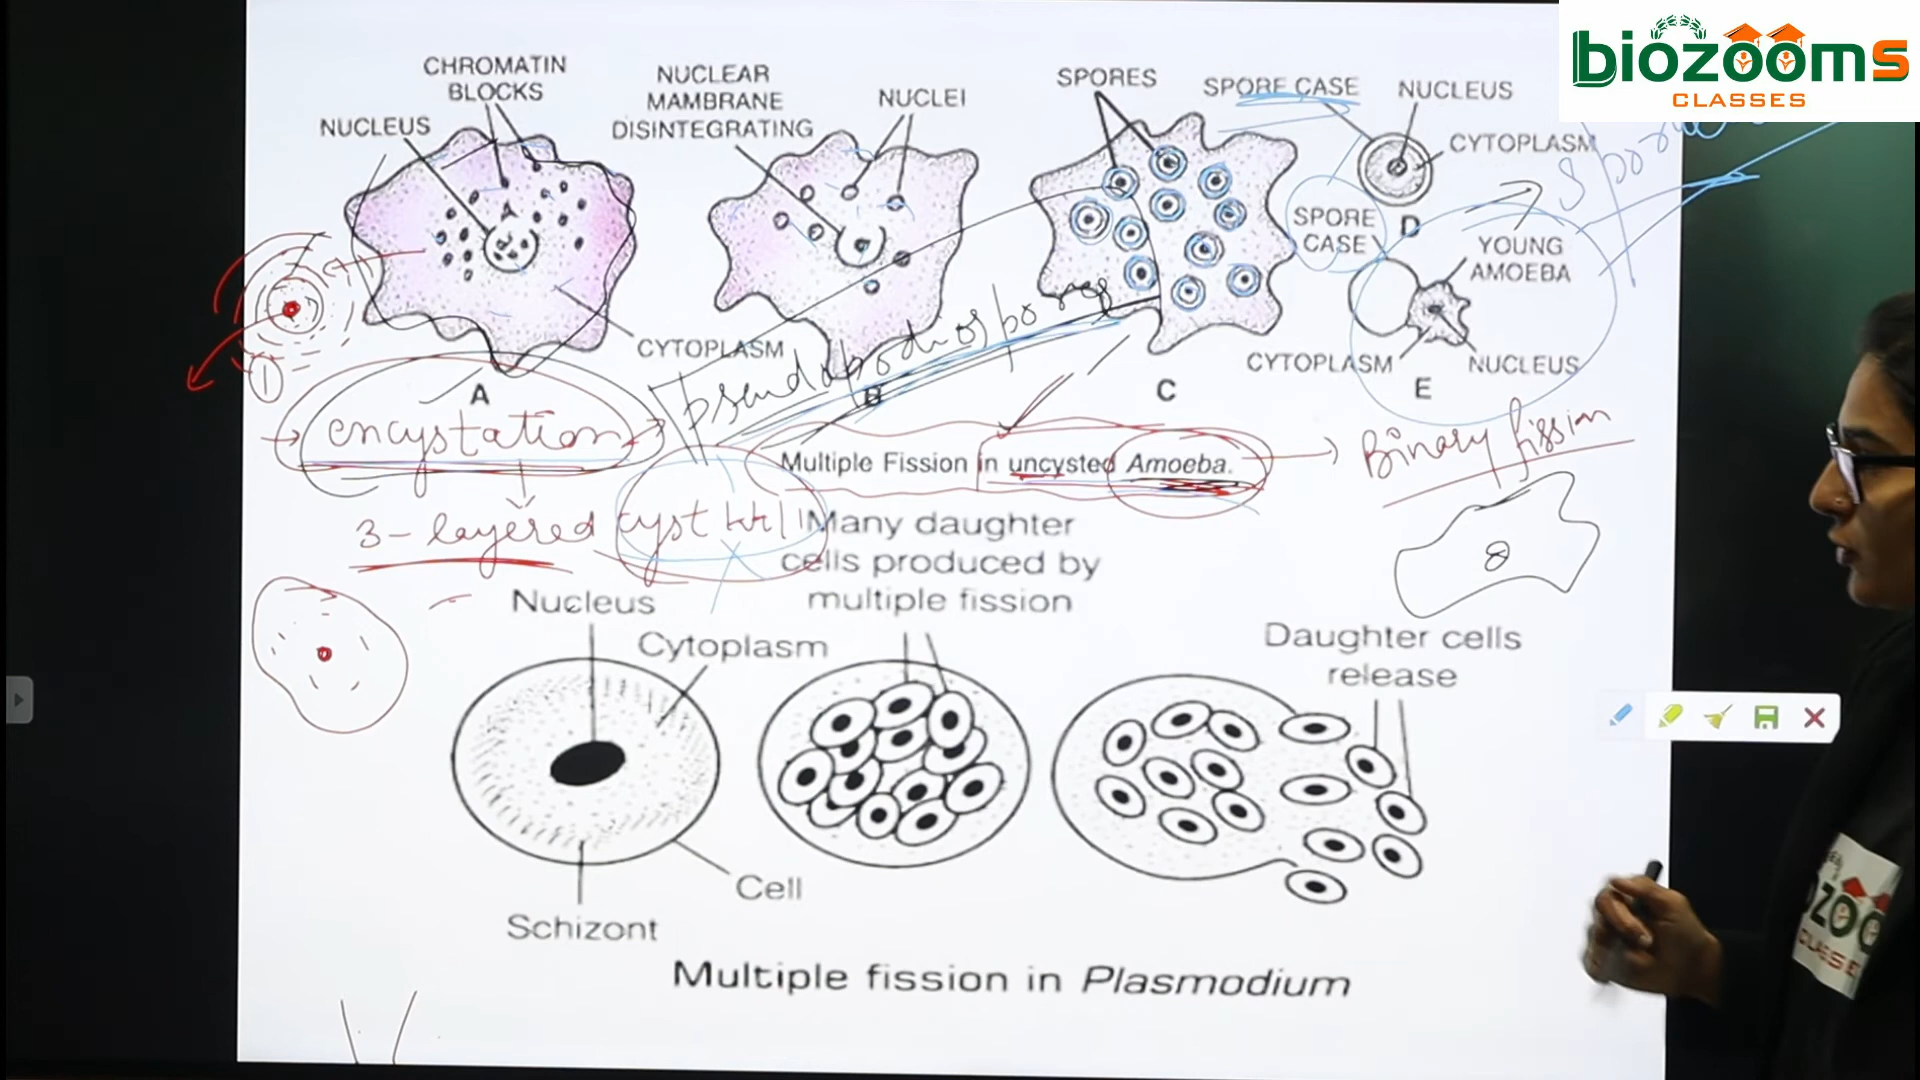 biozooms
CLASSES
CHROMATIN
BLOCKS
NUCLEUS
NUCLEAR
MAMBRANE
DISINTEGRATING
NUCLEI
SPORES
SPORE CASE
NUCLEUS
CYTOPLASM
D
SPORE
CASE
YOUNG
AMOEBA
CYTOPLASM
A
B
C
CYTOPLASM
NUCLEUS
E
1
encystation
pseudopodiospores
Multiple Fission in uncysted Amoeba.
Binary fission
3-layered cyst
Many daughter
cells produced by
multiple fission
Nucleus
Cytoplasm
Daughter cells
release
Cell
Schizont
Multiple fission in Plasmodium